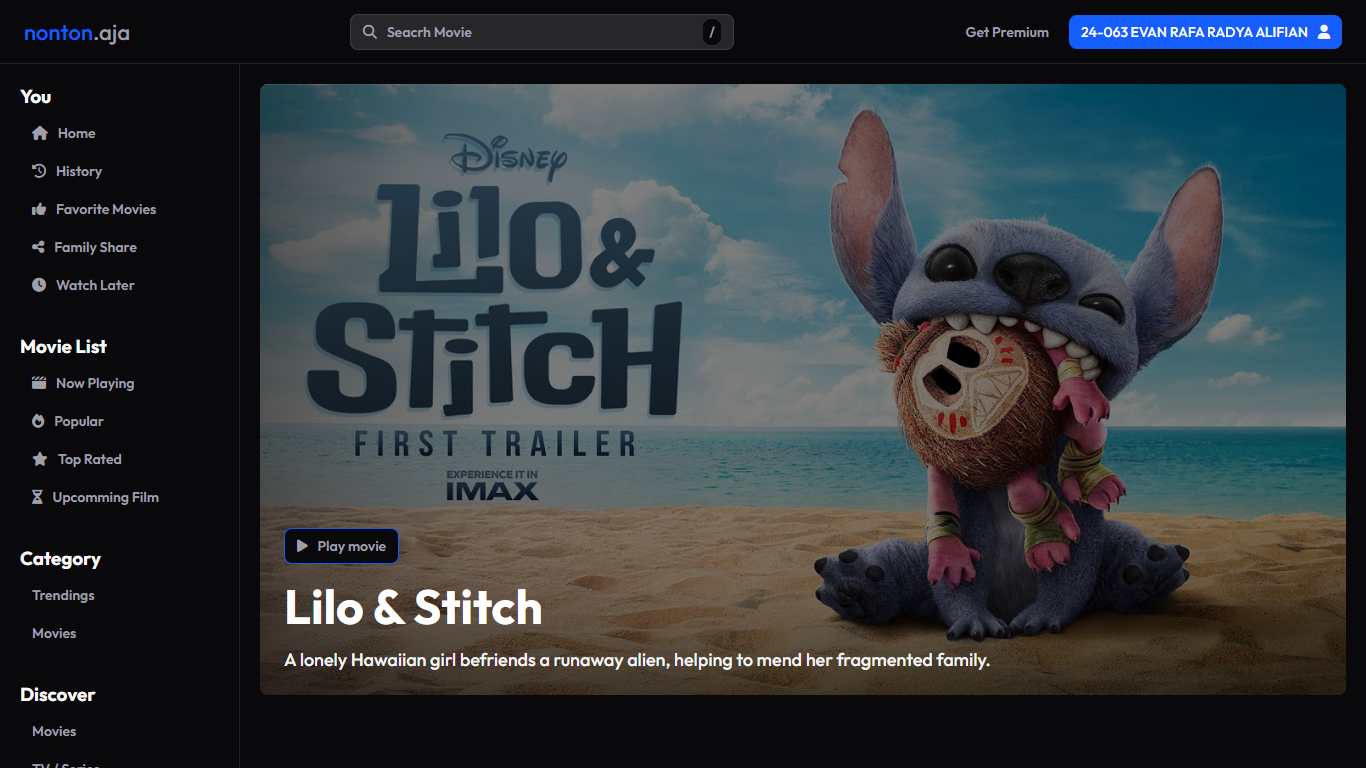 nonton.aja
Seacrh Movie /
Get Premium
24-063 EVAN RAFA RADYA ALIFIAN
You
Home
History
Favorite Movies
Family Share
Watch Later
Movie List
Now Playing
Popular
Top Rated
Upcomming Film
Category
Trendings
Movies
Discover
Movies
TV / Series
Disney
Lilo &
Stitch
FIRST TRAILER
EXPERIENCE IT IN
IMAX
Play movie
Lilo & Stitch
A lonely Hawaiian girl befriends a runaway alien, helping to mend her fragmented family.